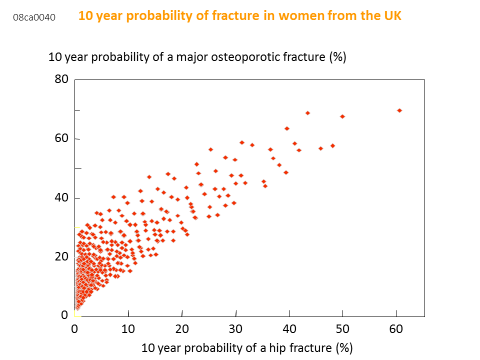 08ca0040
10 year probability of fracture in women from the UK
10 year probability of a major osteoporotic fracture (%)
80
60
40
20
0
0 10 20 30 40 50 60
10 year probability of a hip fracture (%)